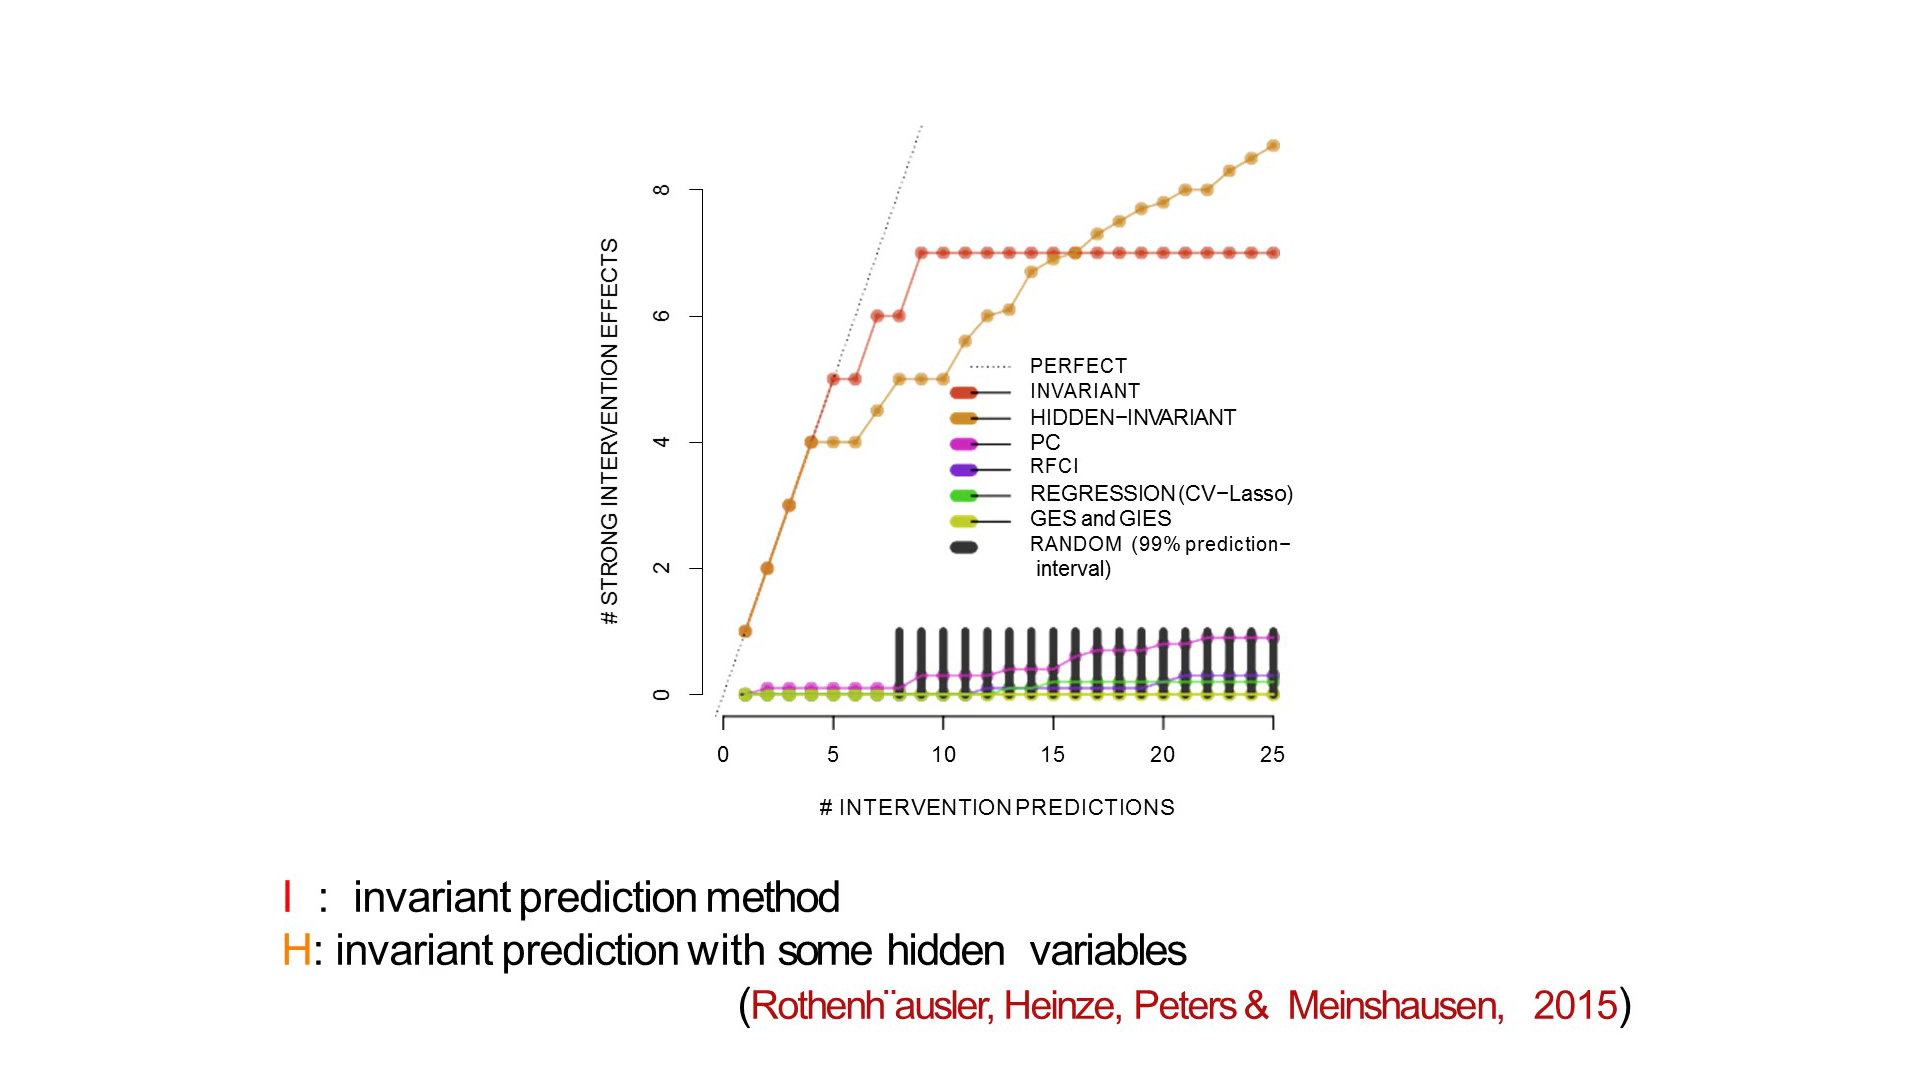 8
6
4
2
0
# STRONG INTERVENTION EFFECTS
PERFECT
INVARIANT
HIDDEN−INVARIANT
PC
RFCI
REGRESSION (CV−Lasso)
GES and GIES
RANDOM (99% prediction−
interval)
0 5 10 15 20 25
# INTERVENTION PREDICTIONS
I : invariant prediction method
H: invariant prediction with some hidden variables
(Rothenh¨ausler, Heinze, Peters & Meinshausen, 2015)